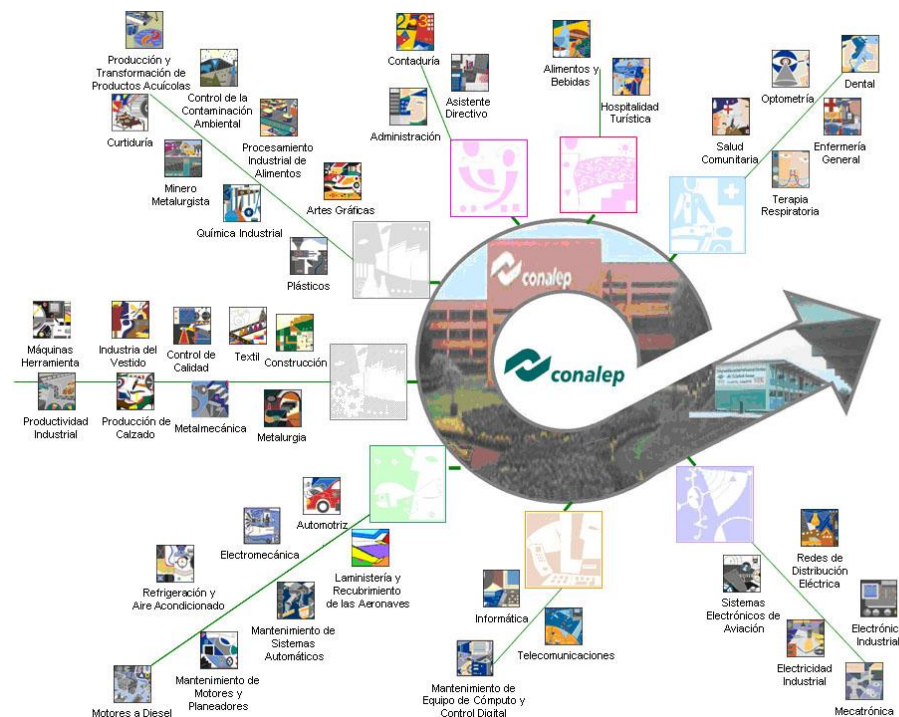 Producción y
Transformación de
Productos Acuícolas
Control de la
Contaminación
Ambiental
Curtiduría
Procesamiento
Industrial de
Alimentos
Minero
Metalurgista
Artes Gráficas
Química Industrial
Plásticos
Contaduría
Asistente
Directivo
Administración
Alimentos y
Bebidas
Hospitalidad
Turística
Optometría
Dental
Salud
Comunitaria
Enfermería
General
Terapia
Respiratoria
conalep
conalep
Máquinas
Herramienta
Industria del
Vestido
Control de
Calidad
Textil
Construcción
Productividad
Industrial
Producción de
Calzado
Metalmecánica
Metalurgia
Automotriz
Electromecánica
Laministería y
Recubrimiento
de las Aeronaves
Refrigeración y
Aire Acondicionado
Mantenimiento de
Sistemas
Automáticos
Mantenimiento de
Motores y
Planeadores
Motores a Diesel
Informática
Telecomunicaciones
Mantenimiento de
Equipo de Cómputo y
Control Digital
Redes de
Distribución
Eléctrica
Sistemas
Electrónicos de
Aviación
Electrónic
Industrial
Electricidad
Industrial
Mecatrónica